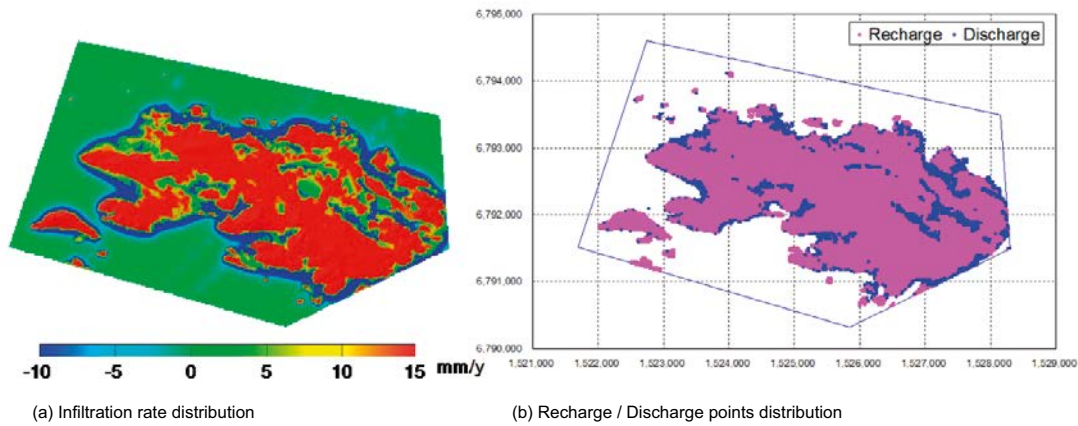 -10 -5 0 5 10 15 mm/y
(a) Infiltration rate distribution
Recharge Discharge
6,795,000
6,794,000
6,793,000
6,792,000
6,791,000
6,790,000
1,521,000 1,522,000 1,523,000 1,524,000 1,525,000 1,526,000 1,527,000 1,528,000 1,529,000
(b) Recharge / Discharge points distribution